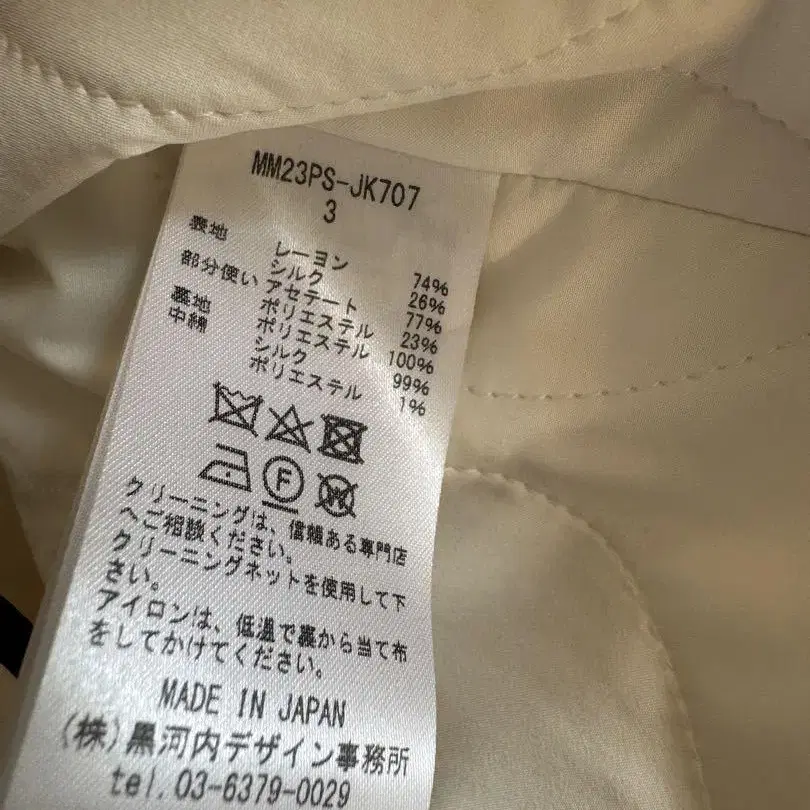 MM23PS-JK707
3
表地 レーヨン 74%
シルク 26%
部分使い アセテート 77%
ポリエステル 23%
裏地 ポリエステル 100%
中綿 シルク 99%
ポリエステル 1%
F
W
クリーニングは、信頼ある専門店
へご相談ください。
クリーニングネットを使用して下
さい。
アイロンは、低温で裏から当て布
をしてかけてください。
MADE IN JAPAN
(株)黒河内デザイン事務所
tel.03-6379-0029